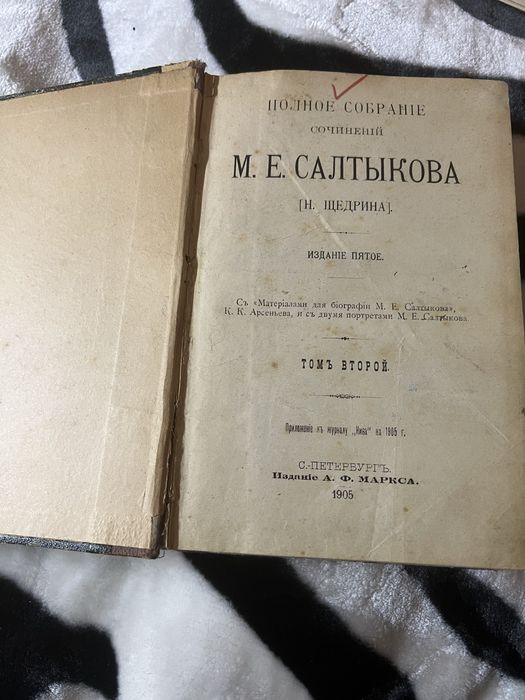 ПОЛНОЕ СОБРАНІЕ
СОЧИНЕНІЙ
М. Е. САЛТЫКОВА
[Н. ЩЕДРИНА].
ИЗДАНІЕ ПЯТОЕ.
Съ «Матеріалами для біографіи М. Е. Салтыкова»,
К. К. Арсеньева, и съ двумя портретами М. Е. Салтыкова.
ТОМЪ ВТОРОЙ.
Приложеніе къ журналу „Нива“ на 1905 г.
С.-ПЕТЕРБУРГЪ.
Изданіе А. Ф. МАРКСА.
1905